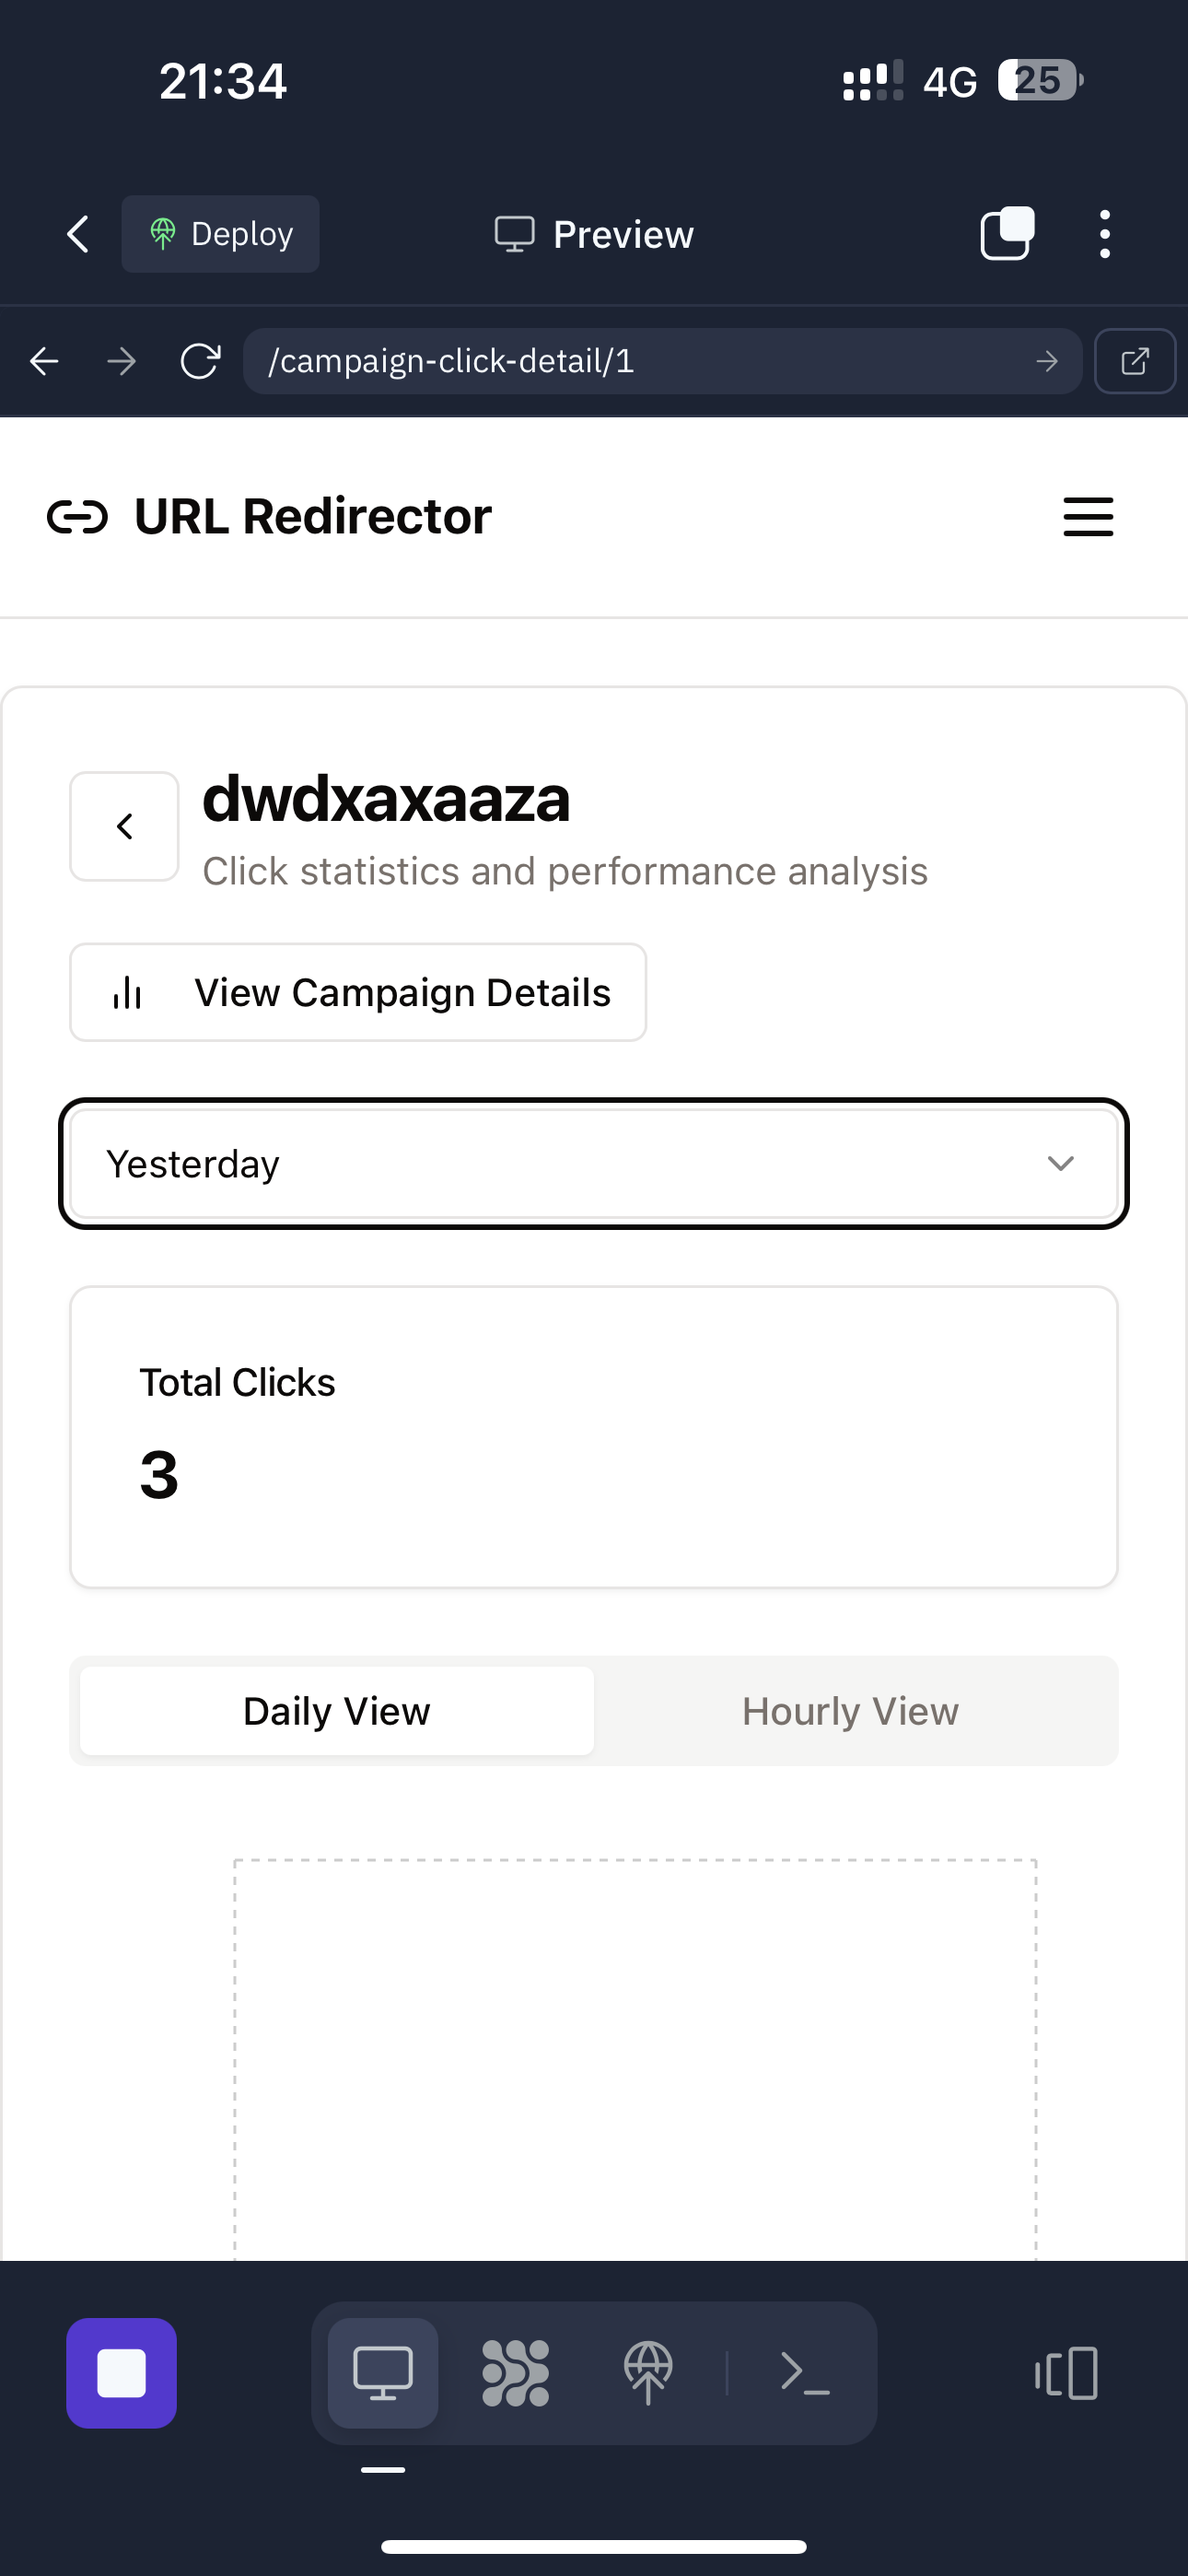 21:34
4G
25
Deploy
Preview
/campaign-click-detail/1
URL Redirector
dwdxaxaaza
Click statistics and performance analysis
View Campaign Details
Yesterday
Total Clicks
3
Daily View
Hourly View